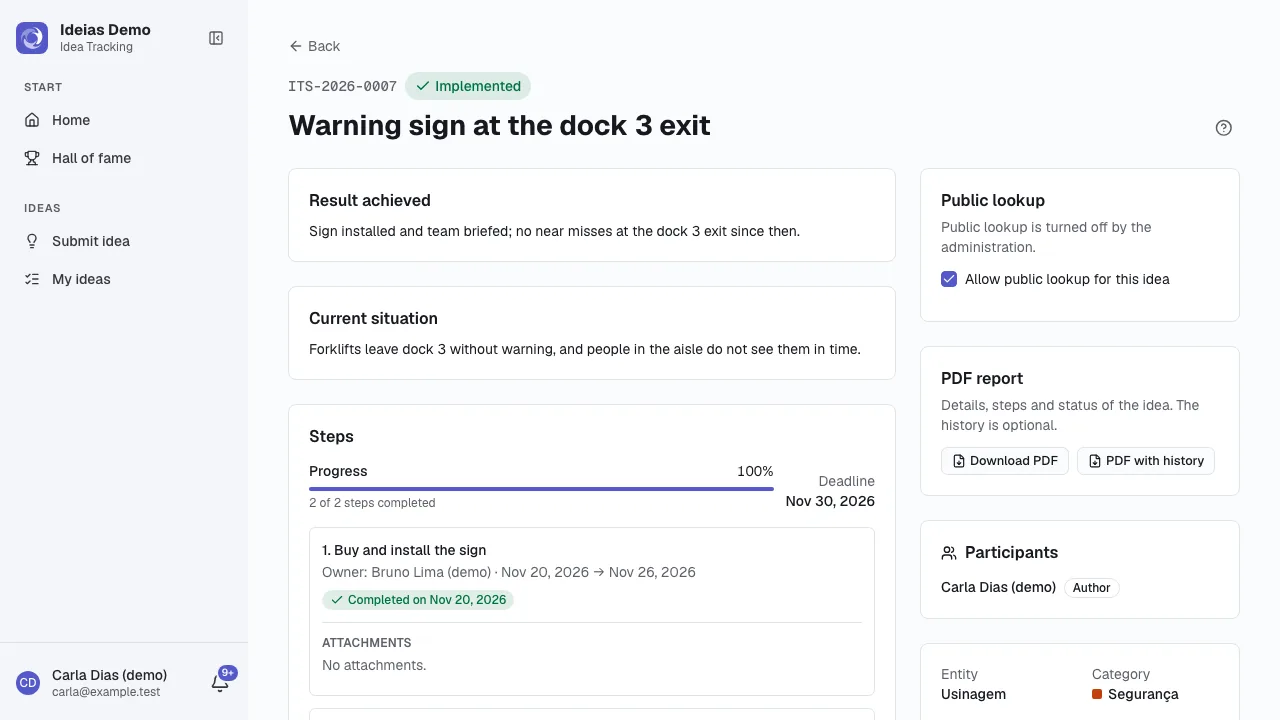 Ideias Demo
Idea Tracking
START
Home
Hall of fame
IDEAS
Submit idea
My ideas
CD
Carla Dias (demo)
carla@example.test
9+
Back
ITS-2026-0007
Implemented
Warning sign at the dock 3 exit
Result achieved
Sign installed and team briefed; no near misses at the dock 3 exit since then.
Current situation
Forklifts leave dock 3 without warning, and people in the aisle do not see them in time.
Steps
Progress
100%
2 of 2 steps completed
Deadline
Nov 30, 2026
1. Buy and install the sign
Owner: Bruno Lima (demo) · Nov 20, 2026 → Nov 26, 2026
Completed on Nov 20, 2026
ATTACHMENTS
No attachments.
Public lookup
Public lookup is turned off by the
administration.
Allow public lookup for this idea
PDF report
Details, steps and status of the idea. The
history is optional.
Download PDF
PDF with history
Participants
Carla Dias (demo)
Author
Entity
Usinagem
Category
Segurança